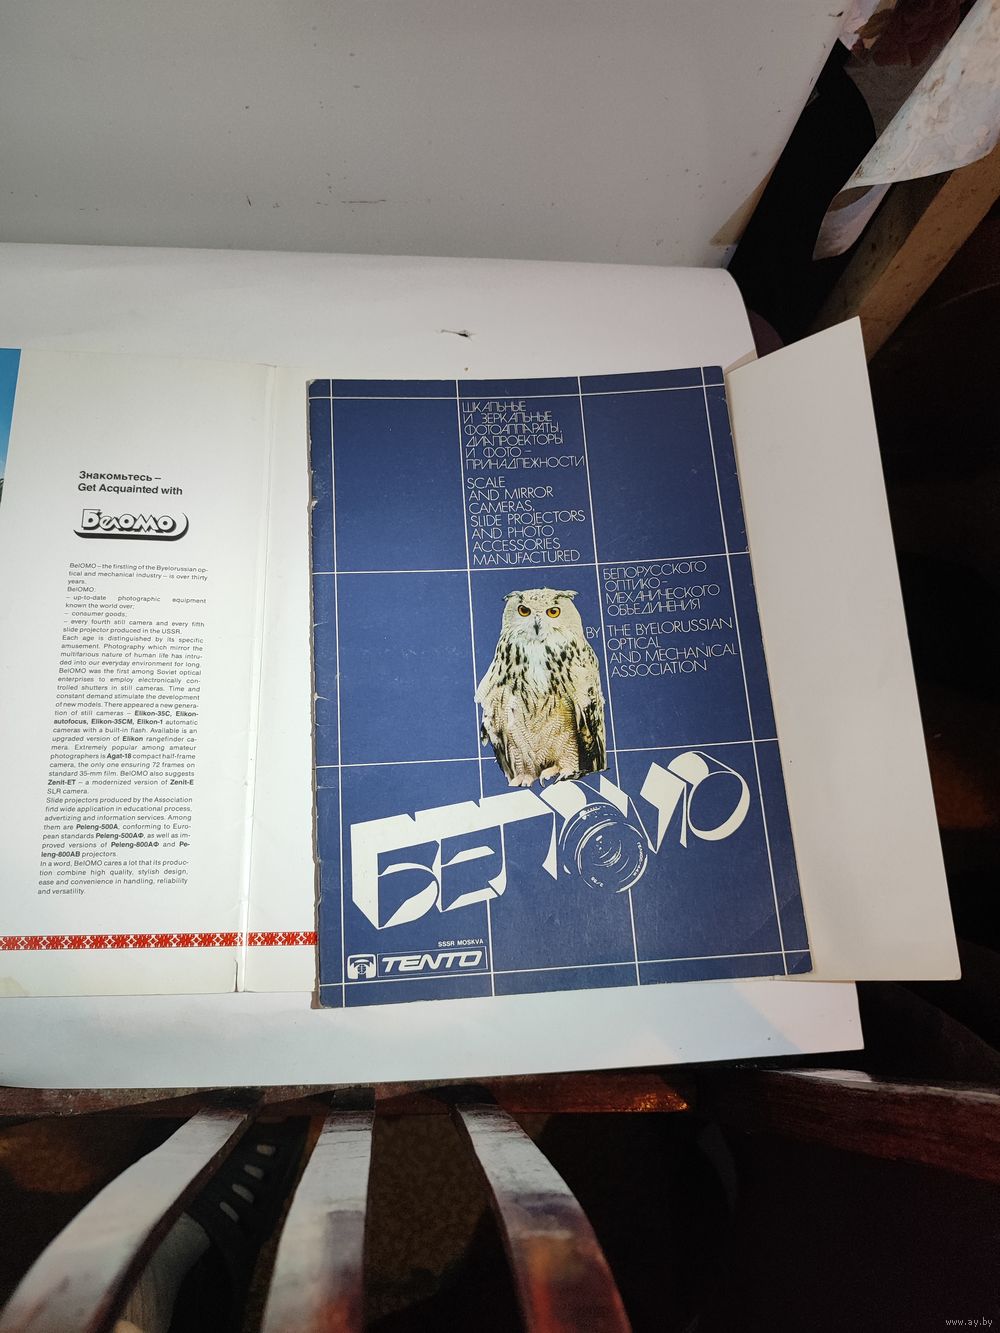 Знакомьтесь –
Get Acquainted with
БелОМО
BelOMO – the firstling of the Byelorussian op-
tical and mechanical industry – is over thirty
years.
BelOMO:
– up-to-date photographic equipment
known the world over;
– consumer goods;
– every fourth still camera and every fifth
slide projector produced in the USSR.
Each age is distinguished by its specific
amusement. Photography which mirror the
multifarious nature of human life has intru-
ded into our everyday environment for long.
BelOMO was the first among Soviet optical
enterprises to employ electronically con-
trolled shutters in still cameras. Time and
constant demand stimulate the development
of new models. There appeared a new genera-
tion of still cameras – Elikon-35C, Elikon-
autofocus, Elikon-35CM, Elikon-1 automatic
cameras with a built-in flash. Available is an
upgraded version of Elikon rangefinder ca-
mera. Extremely popular among amateur
photographers is Agat-18 compact half-frame
camera, the only one ensuring 72 frames on
standard 35-mm film. BelOMO also suggests
Zenit-ET – a modernized version of Zenit-E
SLR camera.
Slide projectors produced by the Association
find wide application in educational process,
advertising and information services. Among
them are Peleng-500A, conforming to Euro-
pean standards Peleng-500АФ, as well as im-
proved versions of Peleng-800АФ and Pe-
leng-800AB projectors.
In a word, BelOMO cares a lot that its produc-
tion combine high quality, stylish design,
ease and convenience in handling, reliability
and versatility.
ШКАЛЬНЫЕ
И ЗЕРКАЛЬНЫЕ
ФОТОАППАРАТЫ,
ДИАПРОЕКТОРЫ
И ФОТО –
ПРИНАДЛЕЖНОСТИ
SCALE
AND MIRROR
CAMERAS,
SLIDE PROJECTORS
AND PHOTO
ACCESSORIES
MANUFACTURED
БЕЛОРУССКОГО
ОПТИКО –
МЕХАНИЧЕСКОГО
ОБЪЕДИНЕНИЯ
BY THE BYELORUSSIAN
OPTICAL
AND MECHANICAL
ASSOCIATION
БЕЛОМО
SSSR MOSKVA
TENTO
www.ay.by